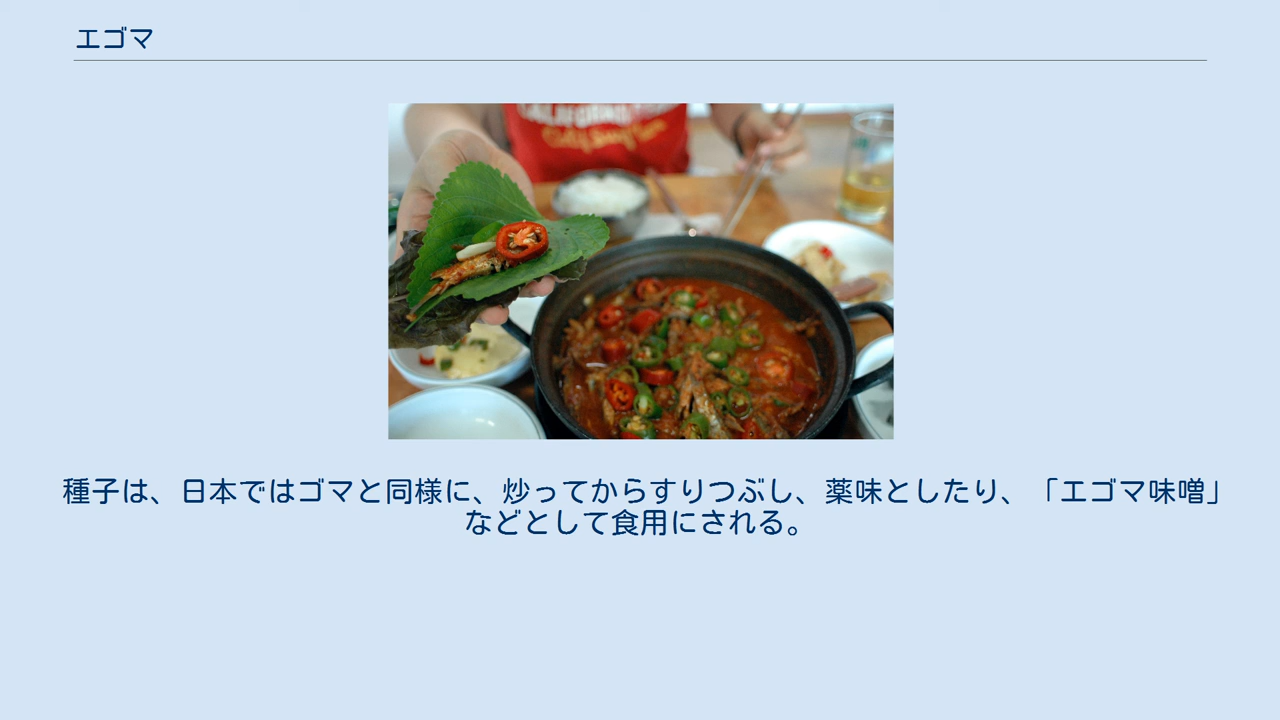 エゴマ
種子は、日本ではゴマと同様に、炒ってからすりつぶし、薬味としたり、「エゴマ味噌」
などとして食用にされる。